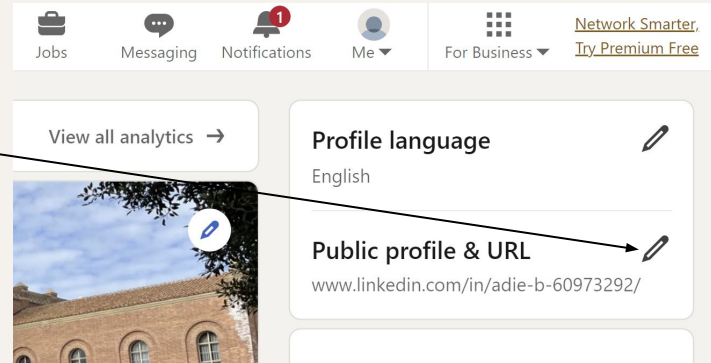 Jobs
Messaging
1
Notifications
Me
For Business
Network Smarter,
Try Premium Free
View all analytics →
Profile language
English
Public profile & URL
www.linkedin.com/in/adie-b-60973292/